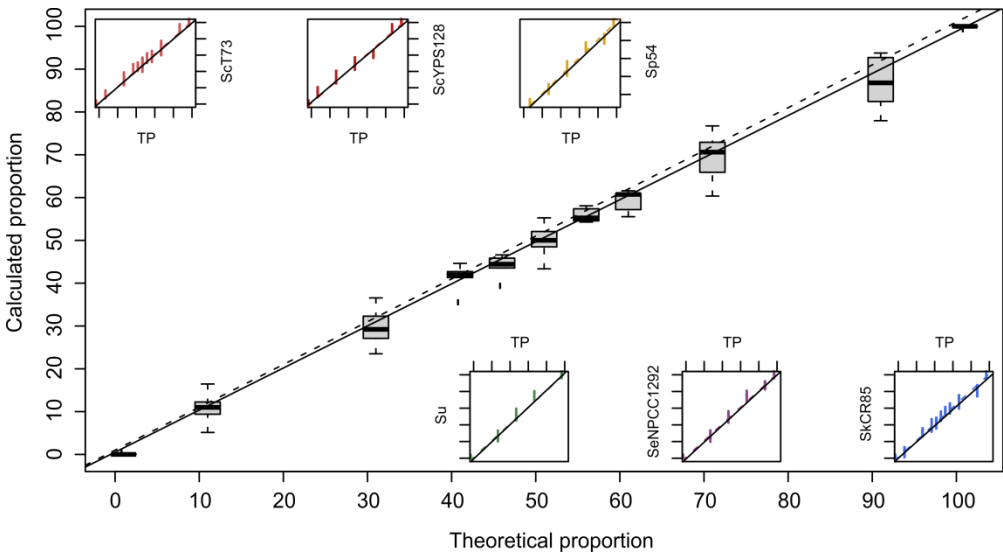 Calculated proportion
100
90
80
70
60
50
40
30
20
10
0
ScT73
TP
ScYPS128
TP
Sp54
TP
TP
Su
TP
SeNPCC1292
TP
SkCR85
0 10 20 30 40 50 60 70 80 90 100
Theoretical proportion